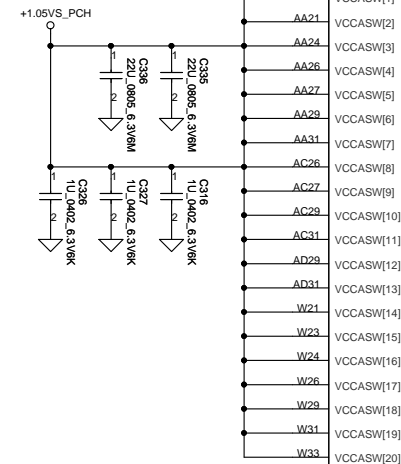 VCCASW[1]
+1.05VS_PCH
AA21 VCCASW[2]
AA24 VCCASW[3]
AA26 VCCASW[4]
AA27 VCCASW[5]
AA29 VCCASW[6]
AA31 VCCASW[7]
AC26 VCCASW[8]
AC27 VCCASW[9]
AC29 VCCASW[10]
AC31 VCCASW[11]
AD29 VCCASW[12]
AD31 VCCASW[13]
W21 VCCASW[14]
W23 VCCASW[15]
W24 VCCASW[16]
W26 VCCASW[17]
W29 VCCASW[18]
W31 VCCASW[19]
W33 VCCASW[20]
1
2
C336
22U_0805_6.3V6M
1
2
C335
22U_0805_6.3V6M
1
2
C326
1U_0402_6.3V6K
1
2
C327
1U_0402_6.3V6K
1
2
C316
1U_0402_6.3V6K